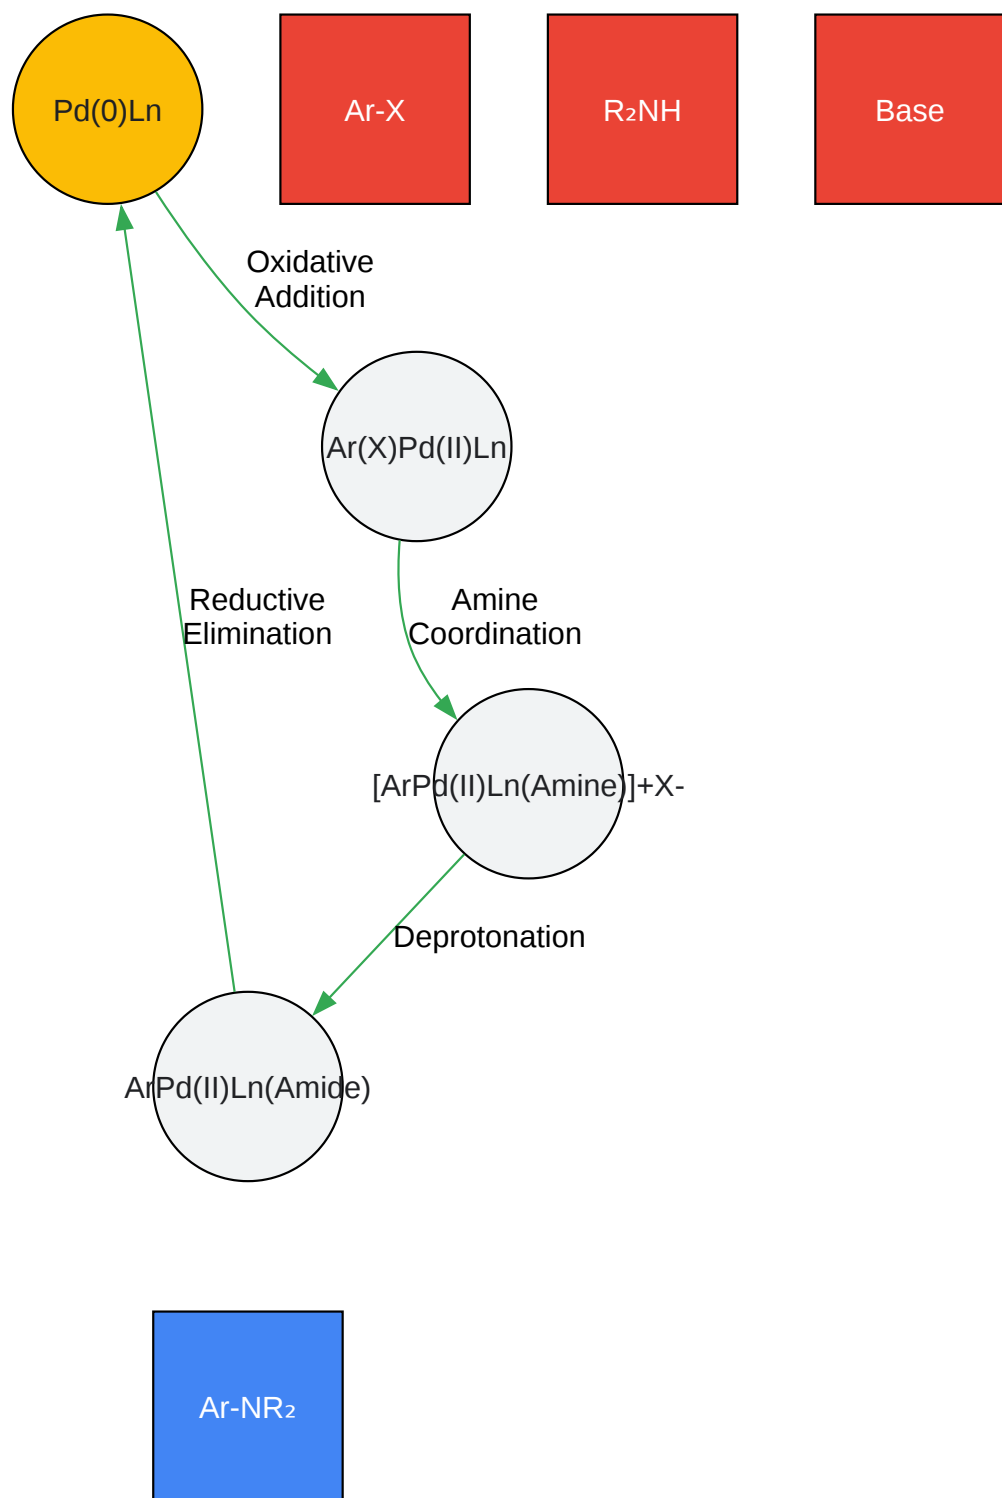 Pd(0)Ln
Ar-X
R₂NH
Base
Oxidative
Addition
Ar(X)Pd(II)Ln
Reductive
Elimination
Amine
Coordination
[ArPd(II)Ln(Amine)]+X-
Deprotonation
ArPd(II)Ln(Amide)
Ar-NR₂